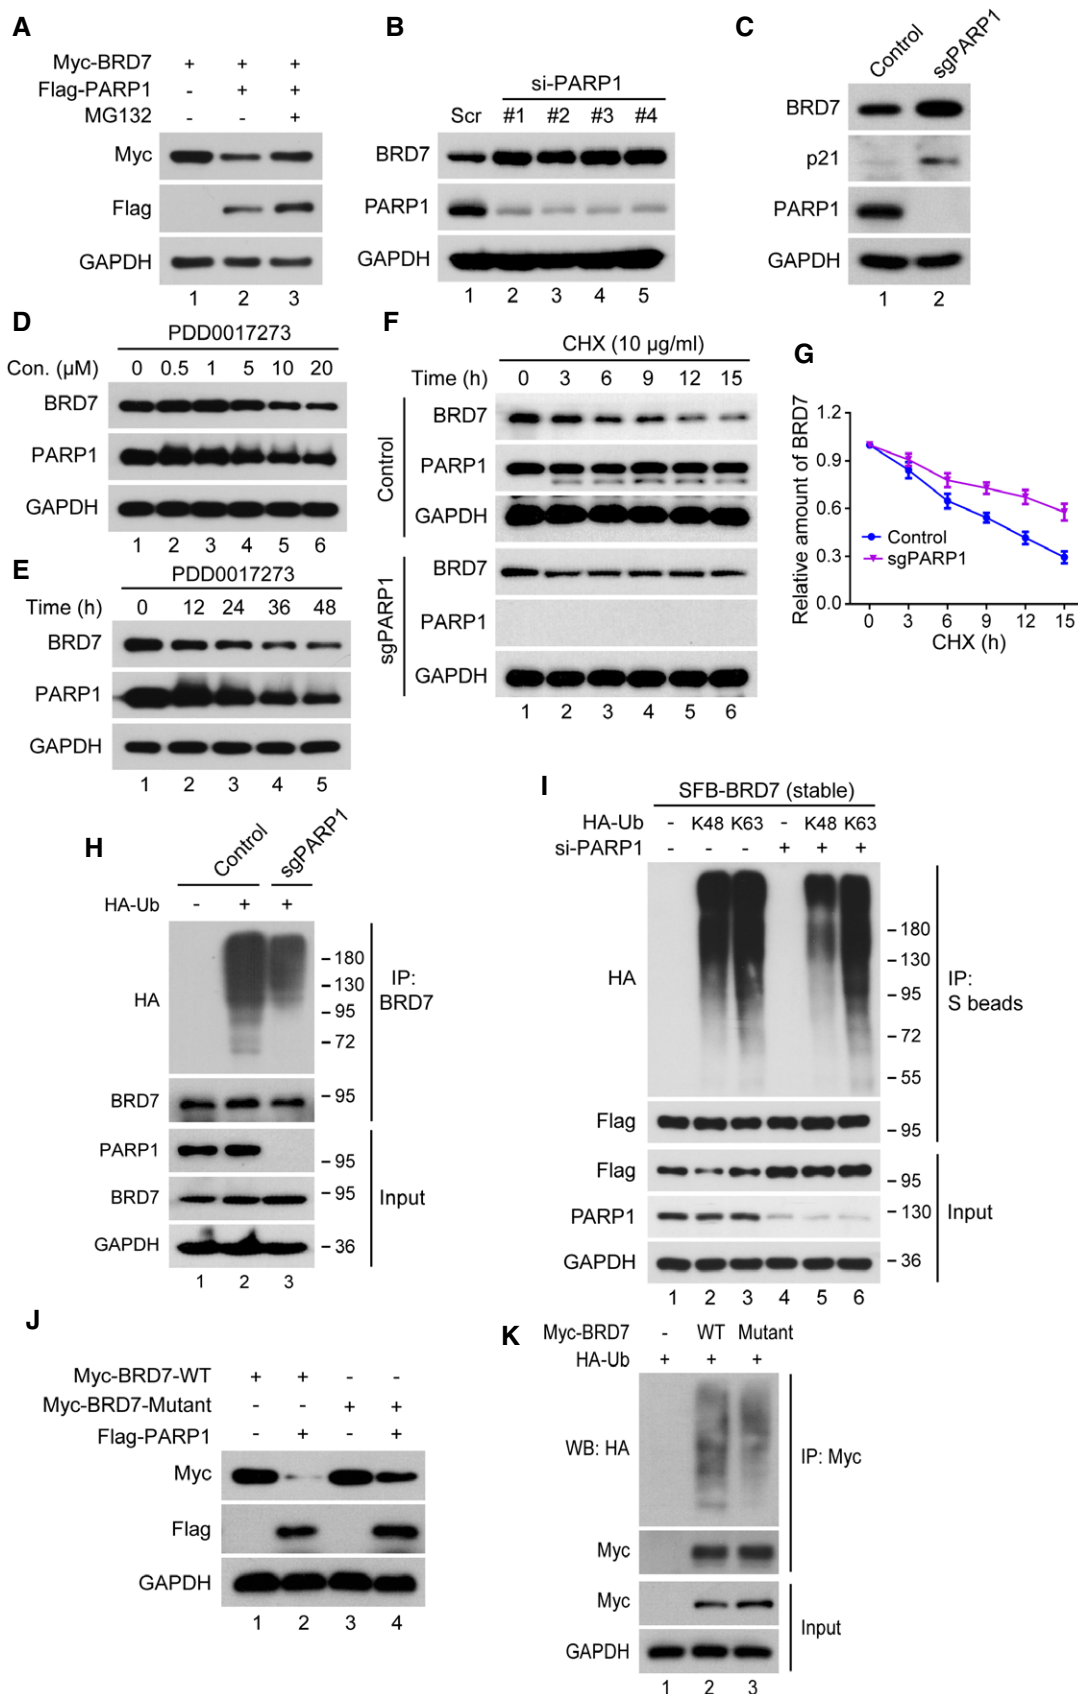 A
Myc-BRD7 + + +
Flag-PARP1 - + +
MG132 - - +
Myc
Flag
GAPDH
1 2 3
B
si-PARP1
Scr #1 #2 #3 #4
BRD7
PARP1
GAPDH
1 2 3 4 5
C
Control sgPARP1
BRD7
p21
PARP1
GAPDH
1 2
D
PDD0017273
Con. (µM) 0 0.5 1 5 10 20
BRD7
PARP1
GAPDH
1 2 3 4 5 6
E
PDD0017273
Time (h) 0 12 24 36 48
BRD7
PARP1
GAPDH
1 2 3 4 5
F
CHX (10 µg/ml)
Time (h) 0 3 6 9 12 15
Control
BRD7
PARP1
GAPDH
sgPARP1
BRD7
PARP1
GAPDH
1 2 3 4 5 6
G
Relative amount of BRD7
1.2
0.9
0.6
0.3
0.0
Control
sgPARP1
0 3 6 9 12 15
CHX (h)
H
Control sgPARP1
HA-Ub - + +
HA
180
130
95
72
IP:
BRD7
BRD7 95
PARP1 95
BRD7 95
Input
GAPDH 36
1 2 3
I
SFB-BRD7 (stable)
HA-Ub - K48 K63 - K48 K63
si-PARP1 - - - + + +
HA
180
130
95
72
55
IP:
S beads
Flag 95
Flag 95
PARP1 130
Input
GAPDH 36
1 2 3 4 5 6
J
Myc-BRD7-WT + + - -
Myc-BRD7-Mutant - - + +
Flag-PARP1 - + - +
Myc
Flag
GAPDH
1 2 3 4
K
Myc-BRD7 - WT Mutant
HA-Ub + + +
WB: HA
IP: Myc
Myc
Myc
Input
GAPDH
1 2 3